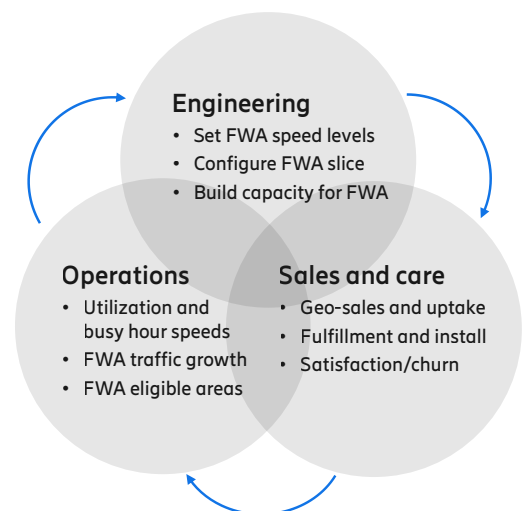 Engineering
• Set FWA speed levels
• Configure FWA slice
• Build capacity for FWA
Operations
• Utilization and
busy hour speeds
• FWA traffic growth
• FWA eligible areas
Sales and care
• Geo-sales and uptake
• Fulfillment and install
• Satisfaction/churn